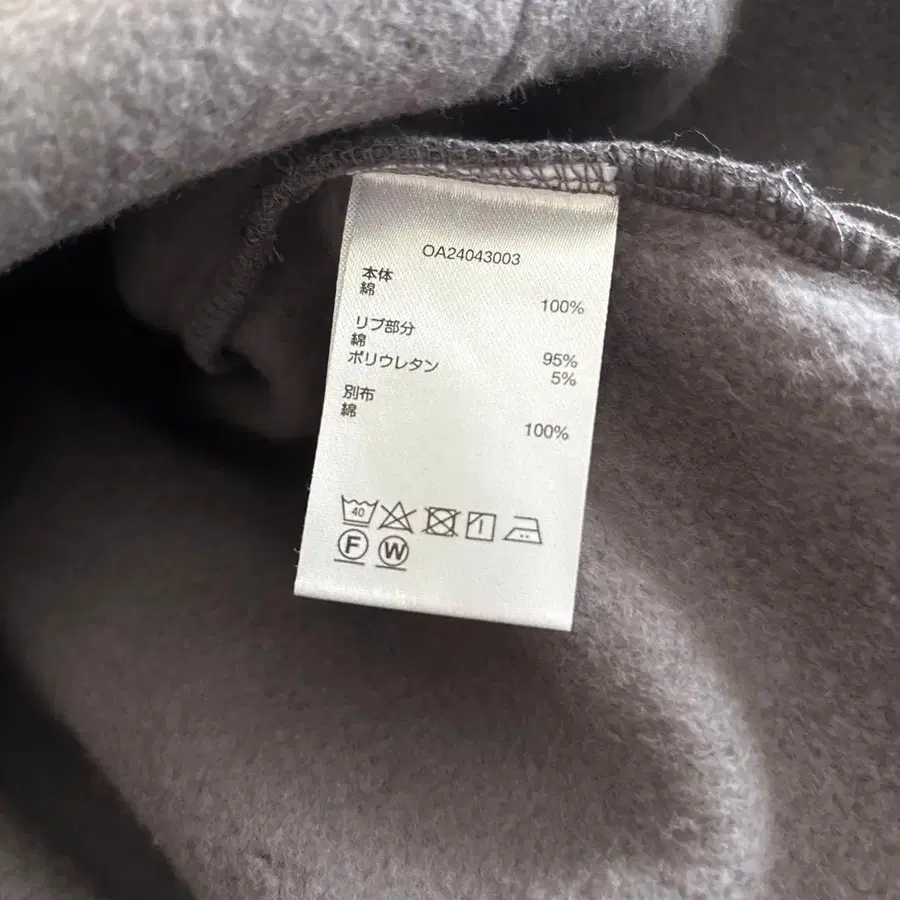 OA24043003
本体
綿 100%
リブ部分
綿 95%
ポリウレタン 5%
別布
綿 100%
40
F W